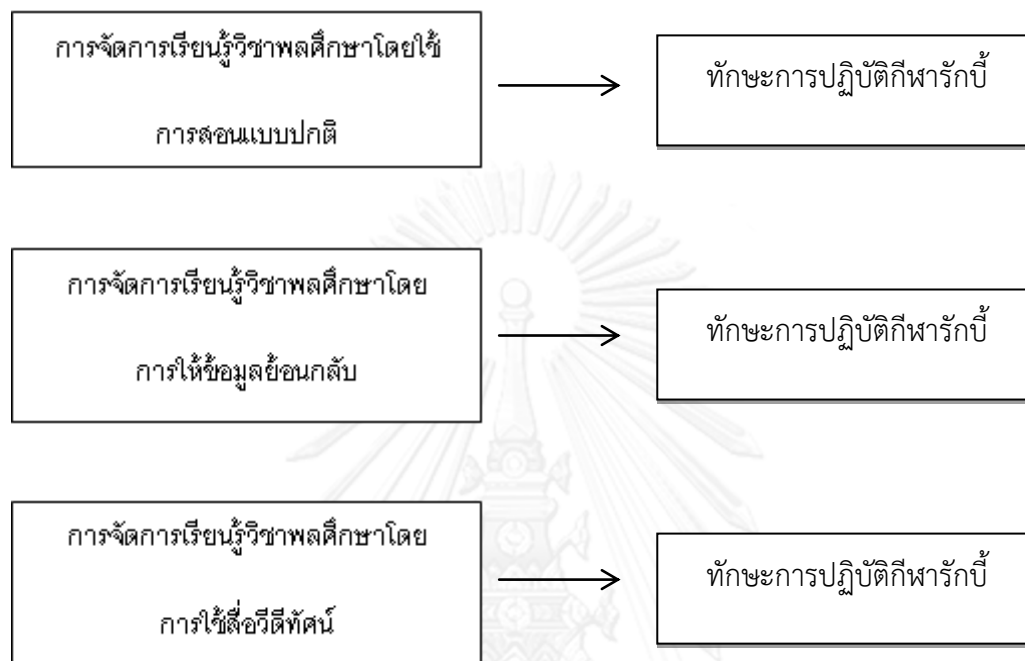 การจัดการเรียนรู้วิชาพลศึกษาโดยใช้
การสอนแบบปกติ
ทักษะการปฏิบัติกีฬารักบี้
การจัดการเรียนรู้วิชาพลศึกษาโดย
การให้ข้อมูลย้อนกลับ
ทักษะการปฏิบัติกีฬารักบี้
การจัดการเรียนรู้วิชาพลศึกษาโดย
การใช้สื่อวีดีทัศน์
ทักษะการปฏิบัติกีฬารักบี้